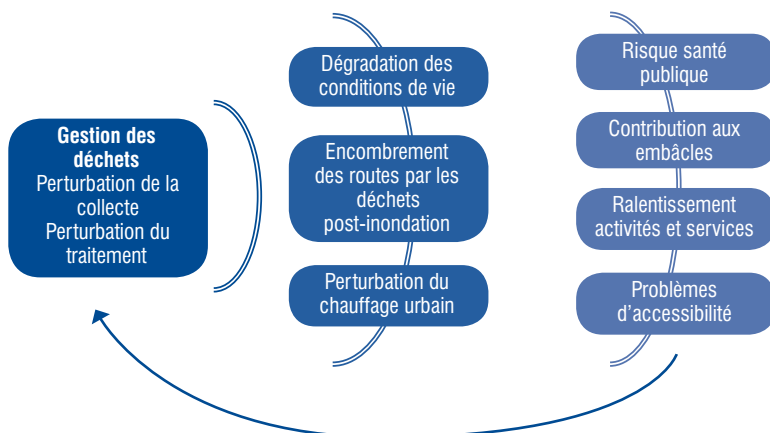 Gestion des
déchets
Perturbation de la
collecte
Perturbation du
traitement
Dégradation des
conditions de vie
Encombrement
des routes par les
déchets
post-inondation
Perturbation du
chauffage urbain
Risque santé
publique
Contribution aux
embâcles
Ralentissement
activités et services
Problèmes
d’accessibilité